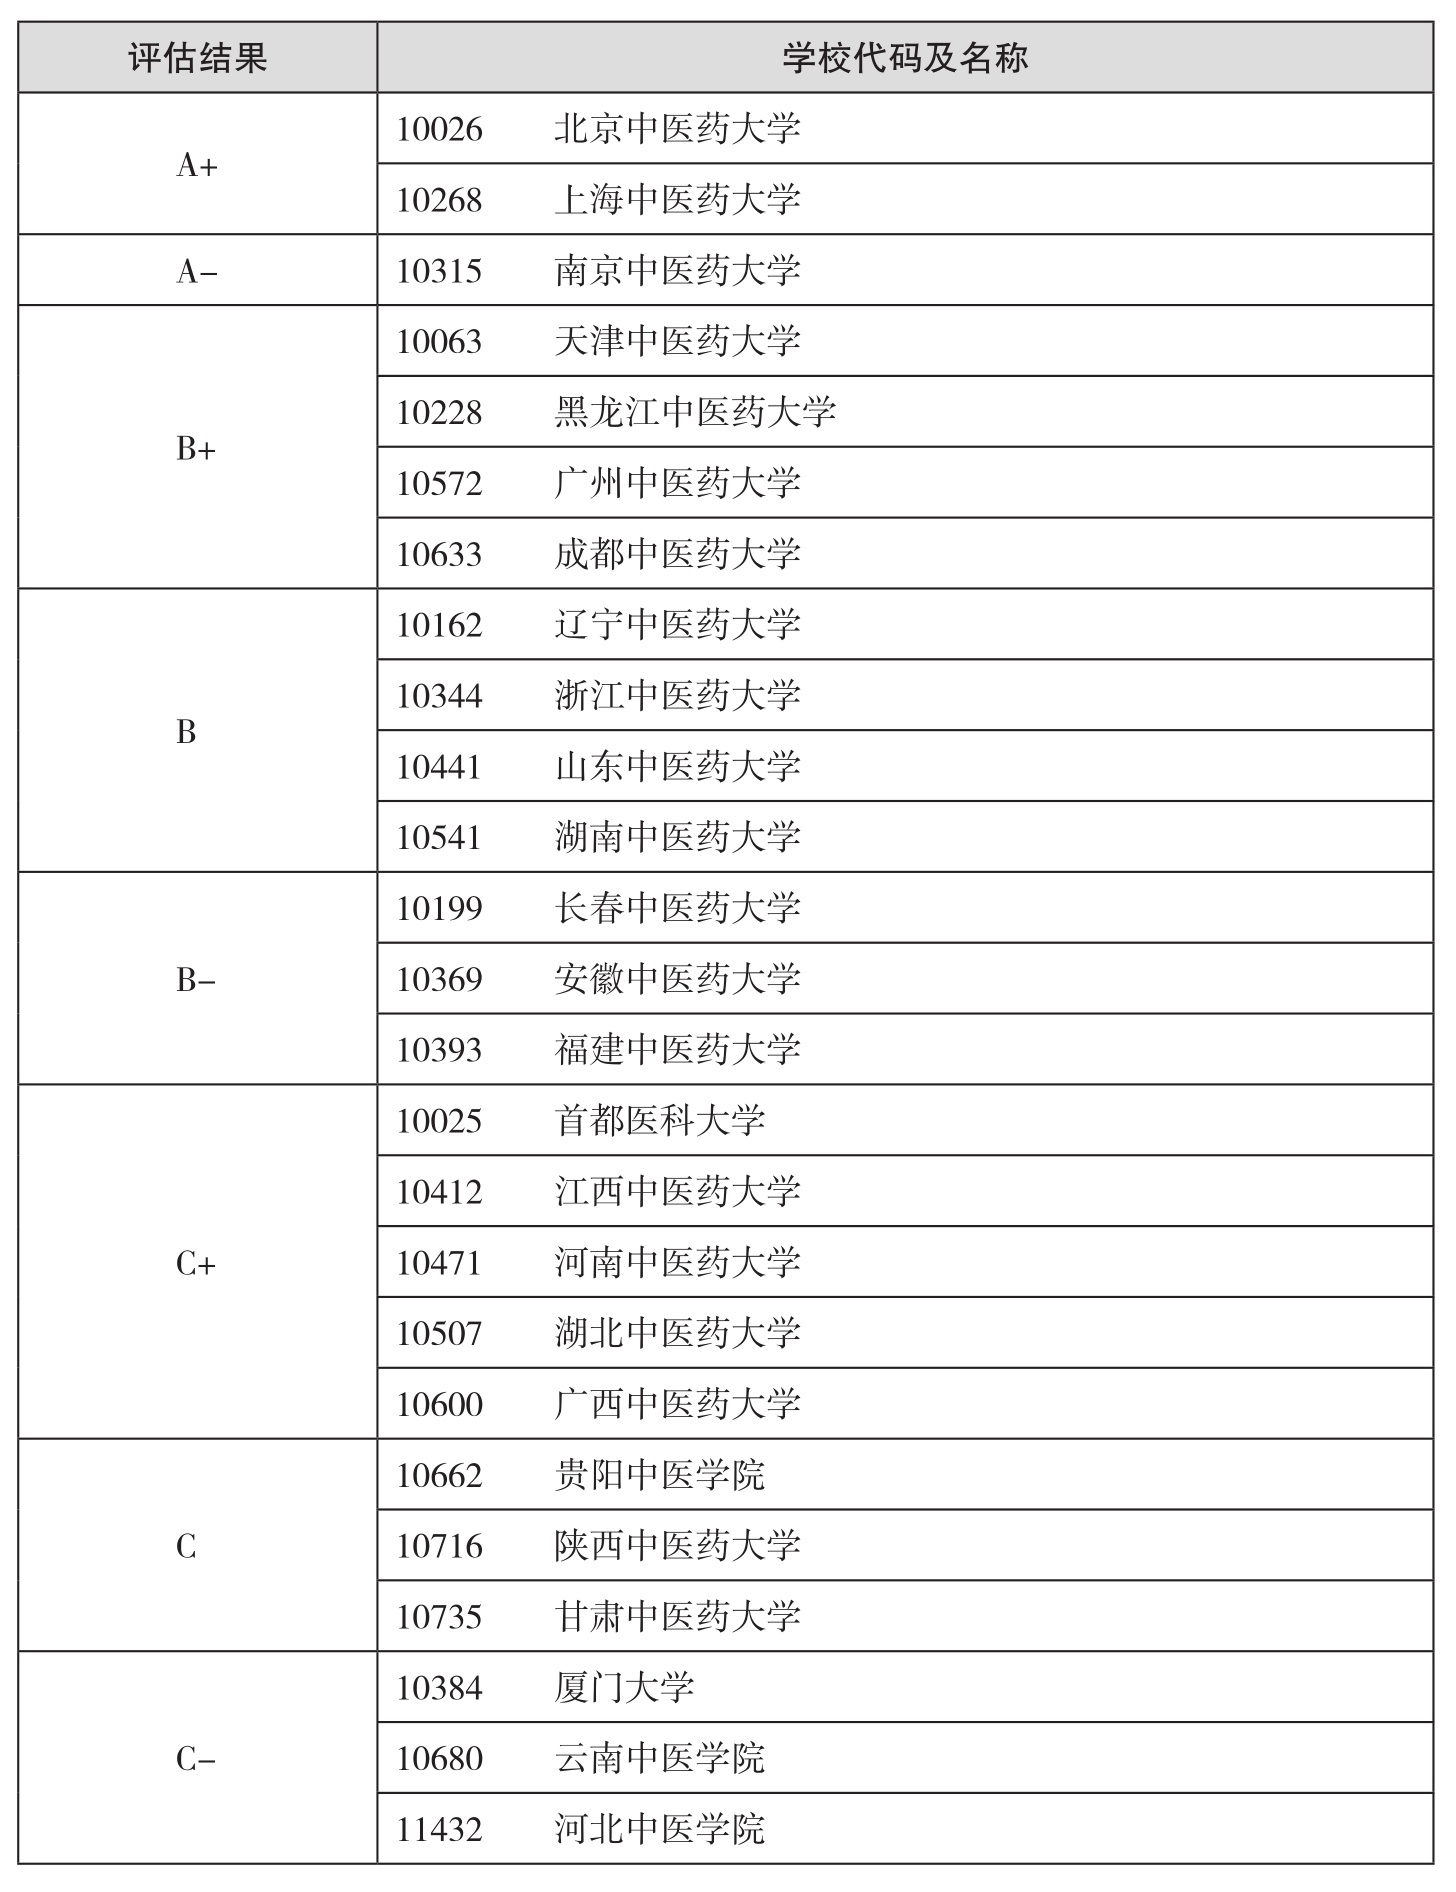 评估结果 学校代码及名称
A+
10026 北京中医药大学
10268 上海中医药大学
A-
10315 南京中医药大学
B+
10063 天津中医药大学
10228 黑龙江中医药大学
10572 广州中医药大学
10633 成都中医药大学
B
10162 辽宁中医药大学
10344 浙江中医药大学
10441 山东中医药大学
10541 湖南中医药大学
B-
10199 长春中医药大学
10369 安徽中医药大学
10393 福建中医药大学
C+
10025 首都医科大学
10412 江西中医药大学
10471 河南中医药大学
10507 湖北中医药大学
10600 广西中医药大学
C
10662 贵阳中医学院
10716 陕西中医药大学
10735 甘肃中医药大学
C-
10384 厦门大学
10680 云南中医学院
11432 河北中医学院